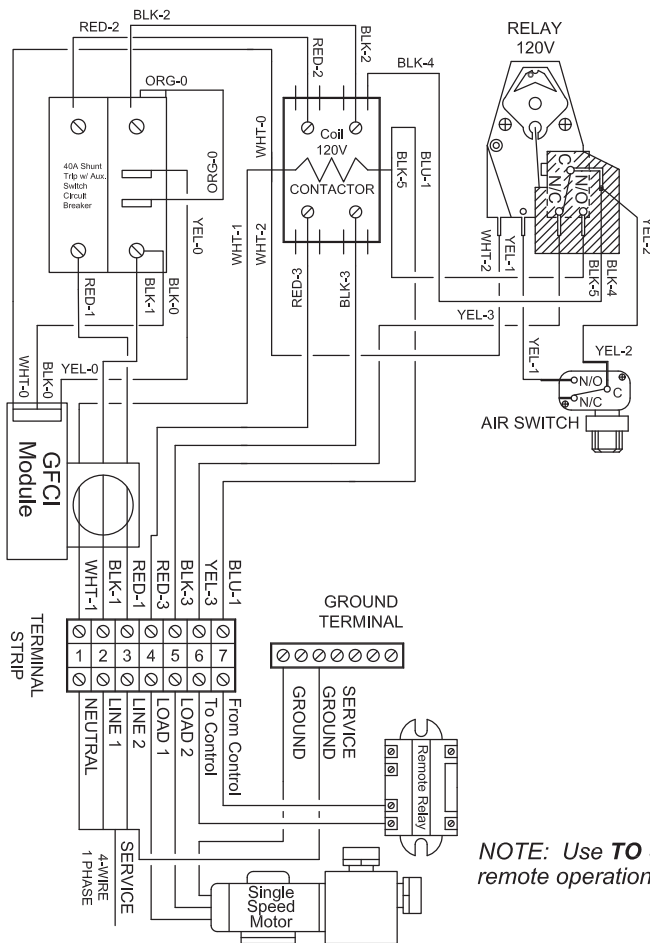 BLK-2
RED-2
ORG-0
RED-2
BLK-2
BLK-4
RELAY
120V
40A Shunt
Trip w/ Aux.
Switch
Circuit
Breaker
ORG-0
YEL-0
WHT-0
WHT-1
WHT-2
Coil
120V
CONTACTOR
BLK-5
BLU-1
C
N/C
N/O
WHT-2
YEL-1
BLK-5
BLK-4
YEL-2
RED-1
BLK-1
BLK-0
RED-3
BLK-3
YEL-3
WHT-0
BLK-0
YEL-0
YEL-1
YEL-2
N/O
N/C
C
AIR SWITCH
GFCI
Module
WHT-1
BLK-1
RED-1
RED-3
BLK-3
YEL-3
BLU-1
TERMINAL
STRIP
1 2 3 4 5 6 7
NEUTRAL
LINE 1
LINE 2
LOAD 1
LOAD 2
To Control
From Control
GROUND
TERMINAL
GROUND
SERVICE
GROUND
Remote Relay
SERVICE
4-WIRE
1 PHASE
Single
Speed
Motor
NOTE: Use TO
remote operation